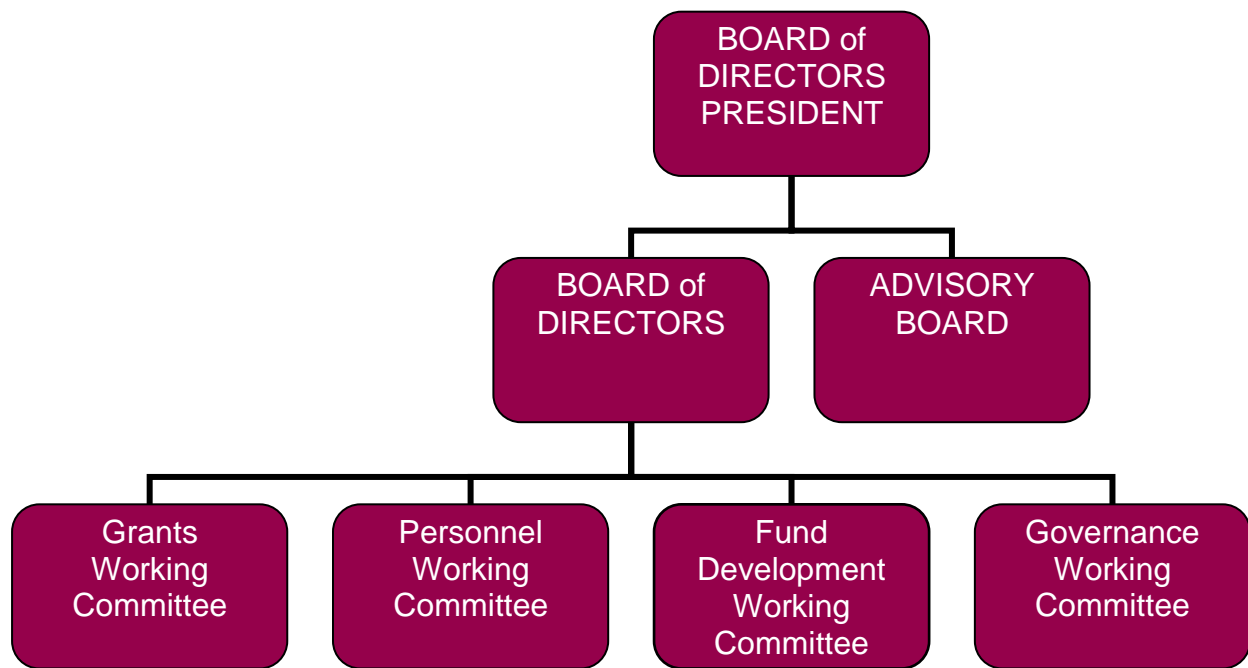 BOARD of
DIRECTORS
PRESIDENT
BOARD of
DIRECTORS
ADVISORY
BOARD
Grants
Working
Committee
Personnel
Working
Committee
Fund
Development
Working
Committee
Governance
Working
Committee